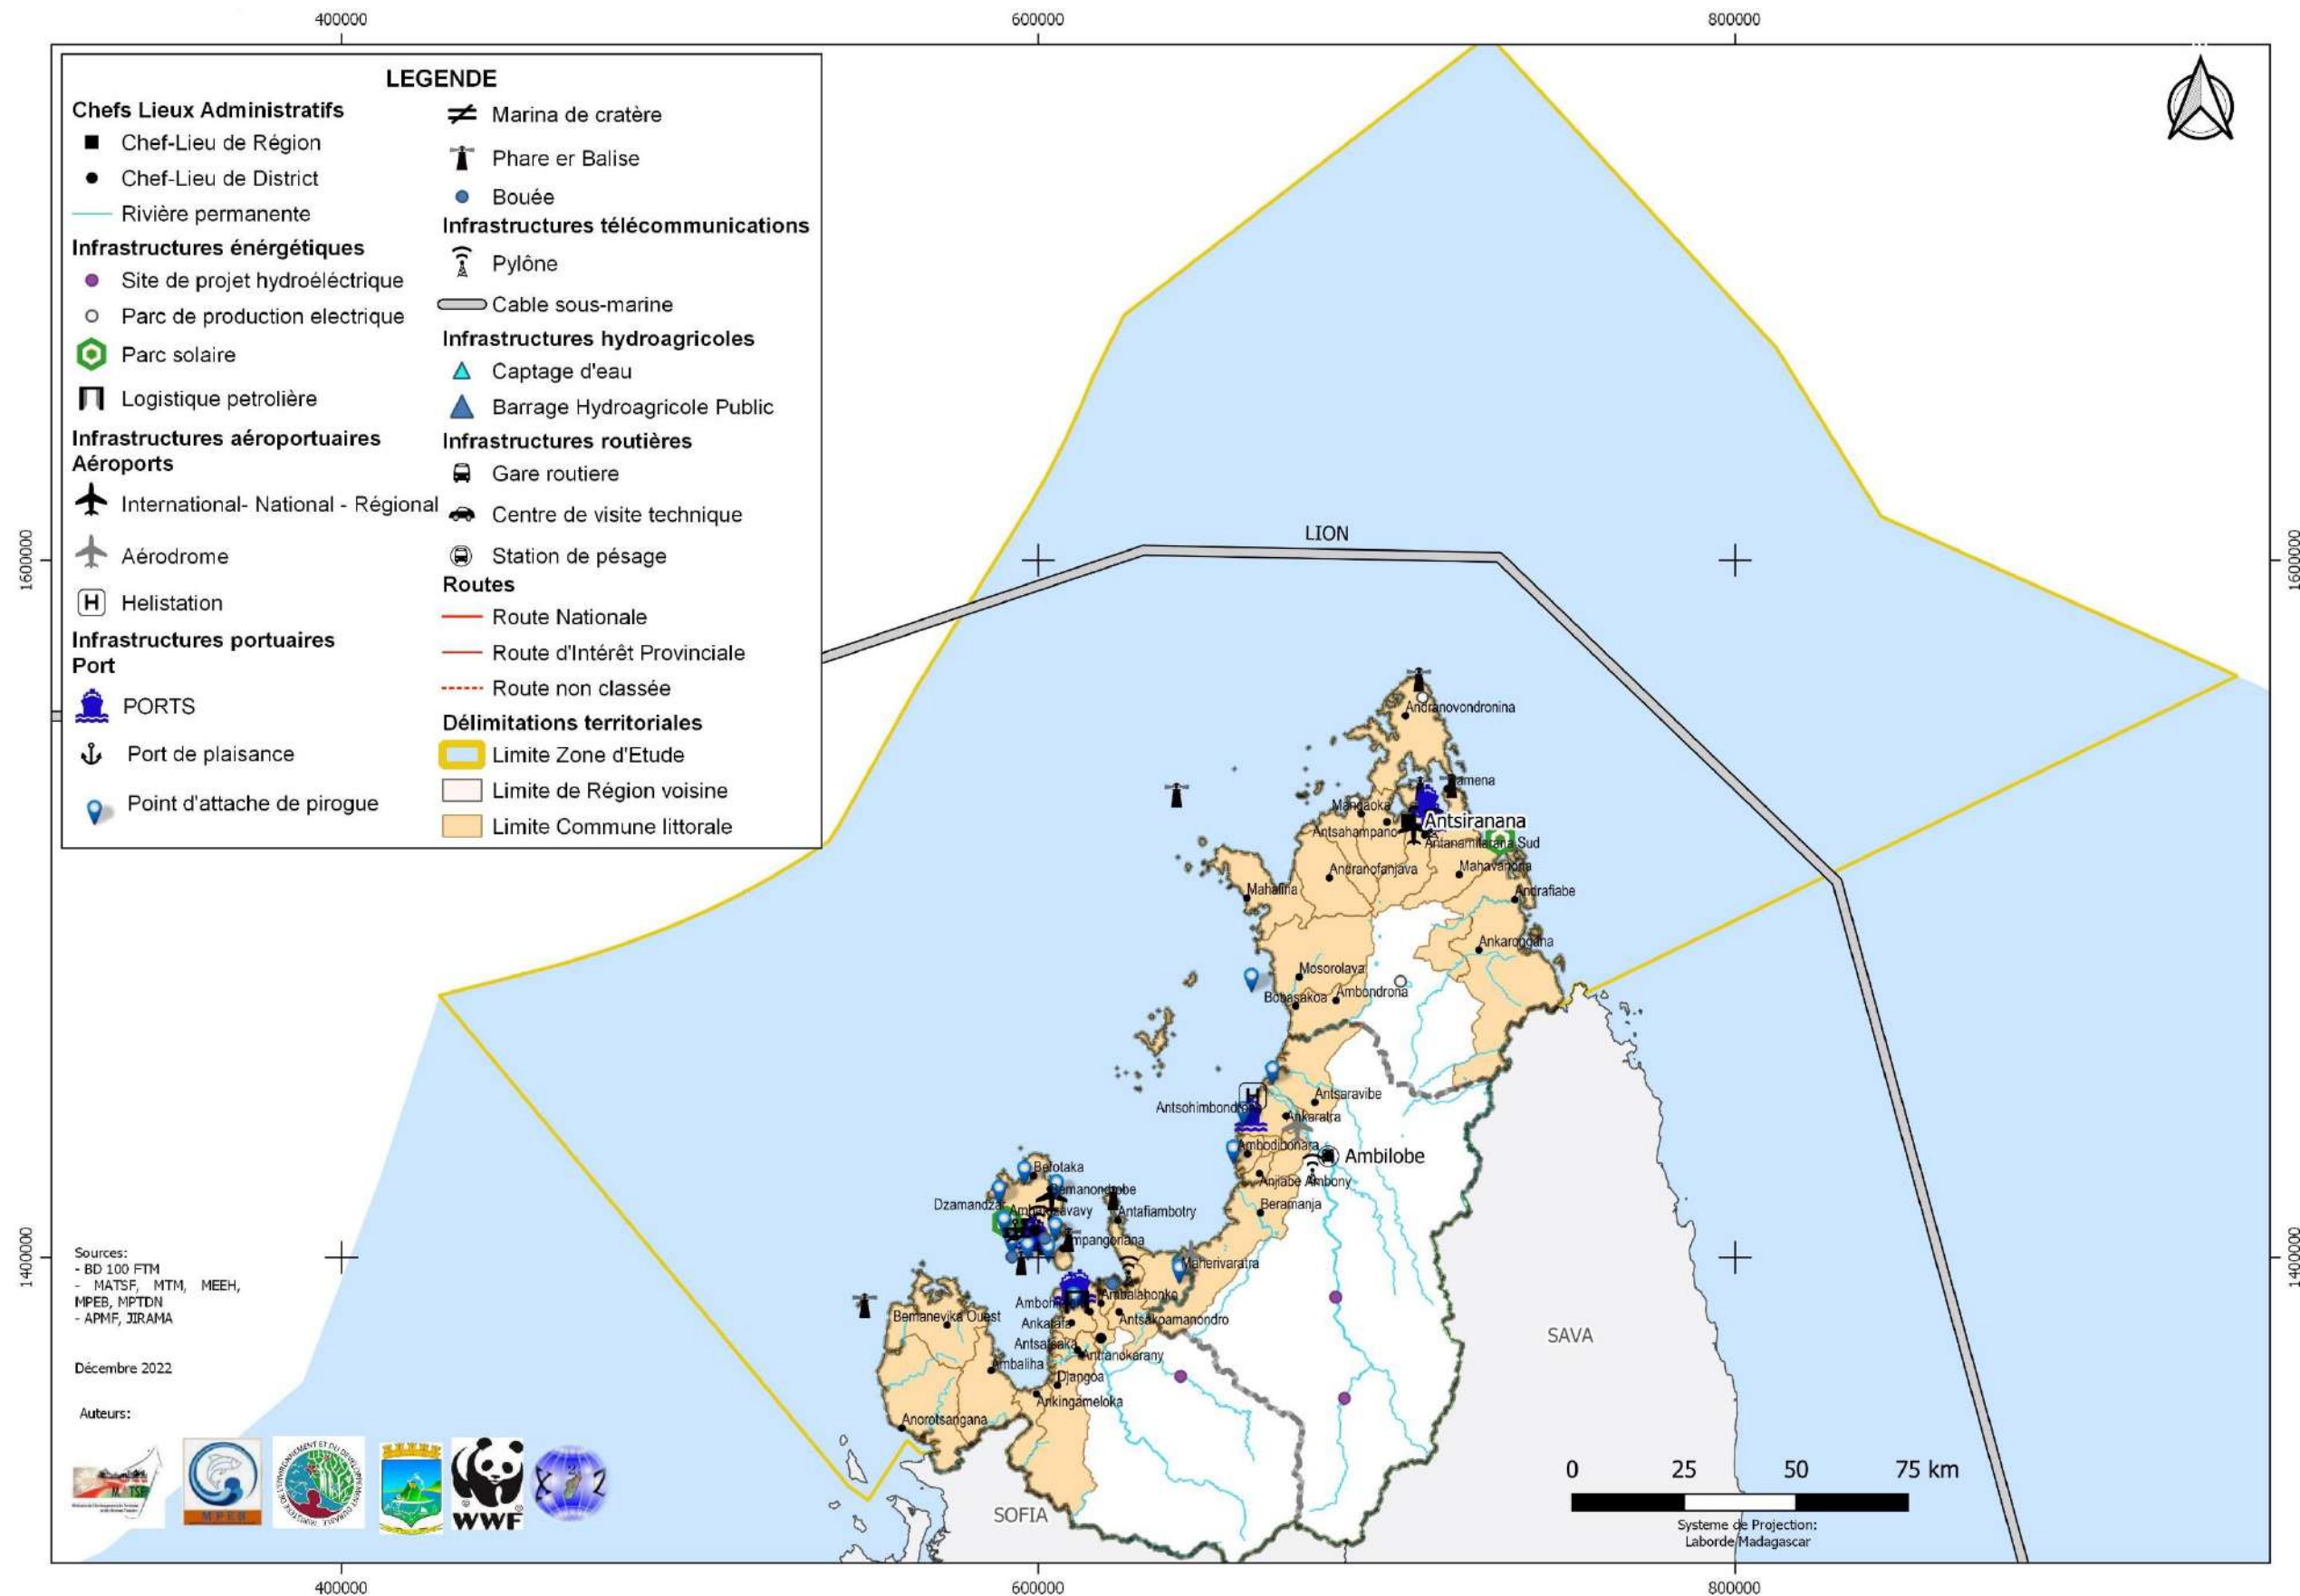 400000
600000
800000
LEGENDE
Chefs Lieux Administratifs
Chef-Lieu de Région
Chef-Lieu de District
Rivière permanente
Infrastructures énérgétiques
Site de projet hydroéléctrique
Parc de production electrique
Parc solaire
Logistique petrolière
Infrastructures aéroportuaires
Aéroports
International- National - Régional
Aérodrome
H Helistation
Infrastructures portuaires
Port
PORTS
Port de plaisance
Point d'attache de pirogue
Marina de cratère
Phare er Balise
Bouée
Infrastructures télécommunications
Pylône
Cable sous-marine
Infrastructures hydroagricoles
Captage d'eau
Barrage Hydroagricole Public
Infrastructures routières
Gare routiere
Centre de visite technique
Station de pésage
Routes
Route Nationale
Route d'Intérêt Provinciale
Route non classée
Délimitations territoriales
Limite Zone d'Etude
Limite de Région voisine
Limite Commune littorale
1600000
1600000
LION
Andranovondronina
Mangaoka
Antsiranana
Antsahampano
Antanamitarana Sud
Andranofanjava
Mahavanona
Mahalina
Andrafiabe
Ankarongana
Mosorolava
Bobasakoa
Ambondrona
H
Antsaravibe
Ankaratra
Ambodibonara
Ambilobe
Anjiabe Ambony
Befotaka
Beramanja
Antafiambotry
Maherivaratra
1400000
1400000
Ambalahonko
Antsakoamanondro
Bemanevika Ouest
Ankarafa
Antsatsaka
Antranokarany
Ambaliha
Djangoa
Ankingameloka
Anorotsangana
SAVA
SOFIA
Sources:
- BD 100 FTM
- MATSF, MTM, MEEH,
MPEB, MPTDN
- APMF, JIRAMA
Décembre 2022
Auteurs:
MPEB
WWF
0 25 50 75 km
Systeme de Projection:
Laborde Madagascar
400000
600000
800000